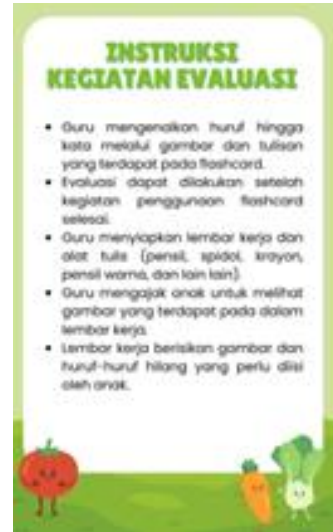 INSTRUKSI
KEGIATAN EVALUASI
• Guru mengenalkan huruf hingga
kata melalui gambar dan tulisan
yang terdapat pada flashcard.
• Evaluasi dapat dilakukan setelah
kegiatan penggunaan flashcard
selesai.
• Guru menyiapkan lembar kerja dan
alat tulis (pensil, spidol, krayon,
pensil warna, dan lain lain).
• Guru mengajak anak untuk melihat
gambar yang terdapat pada dalam
lembar kerja.
• Lembar kerja berisikan gambar dan
huruf-huruf hilang yang perlu diisi
oleh anak.